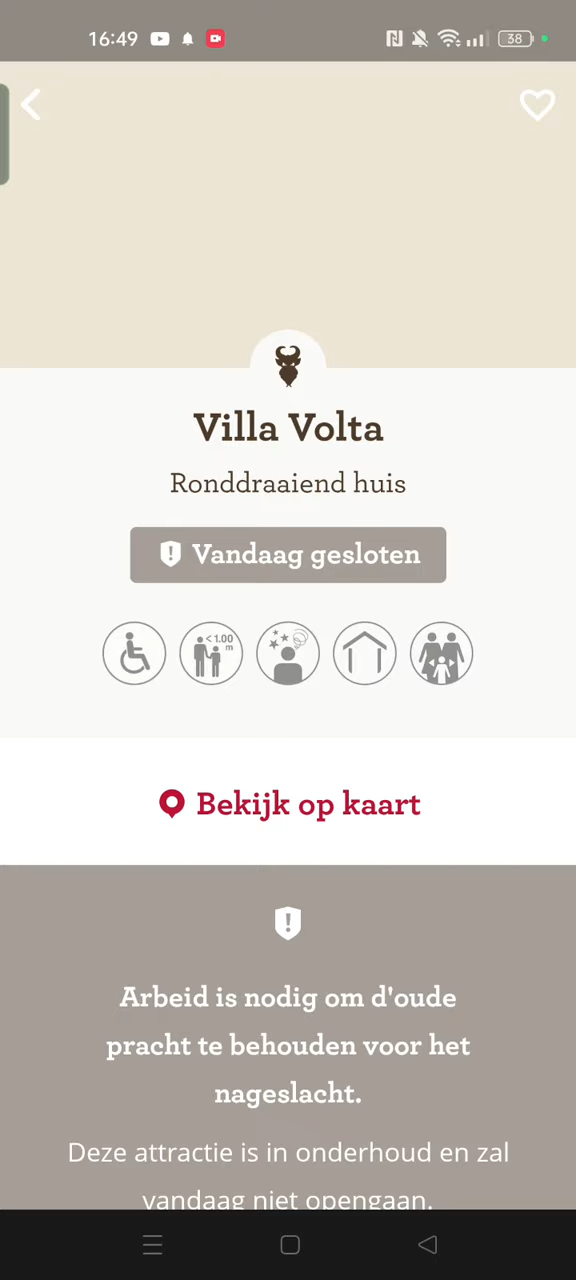 16:49
38
Villa Volta
Ronddraaiend huis
Vandaag gesloten
<1.00
m
Bekijk op kaart
Arbeid is nodig om d'oude
pracht te behouden voor het
nageslacht.
Deze attractie is in onderhoud en zal
vandaag niet opengaan.